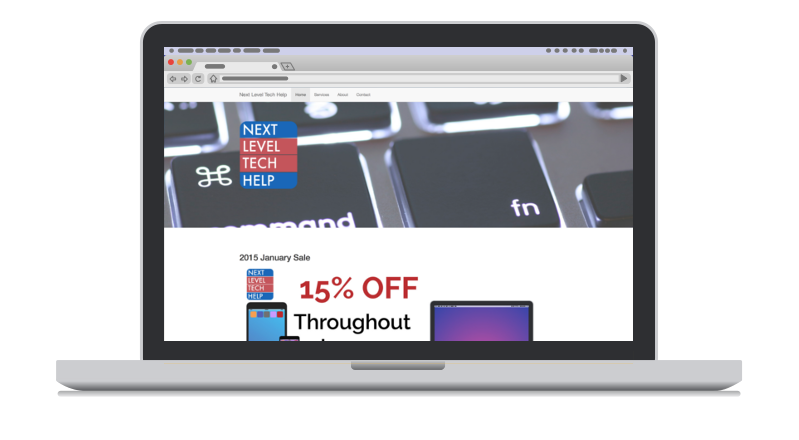 Next Level Tech Help Home Services About Contact
NEXT
LEVEL
TECH
HELP
command
fn
2015 January Sale
NEXT
LEVEL
TECH
HELP
15% OFF
Throughout